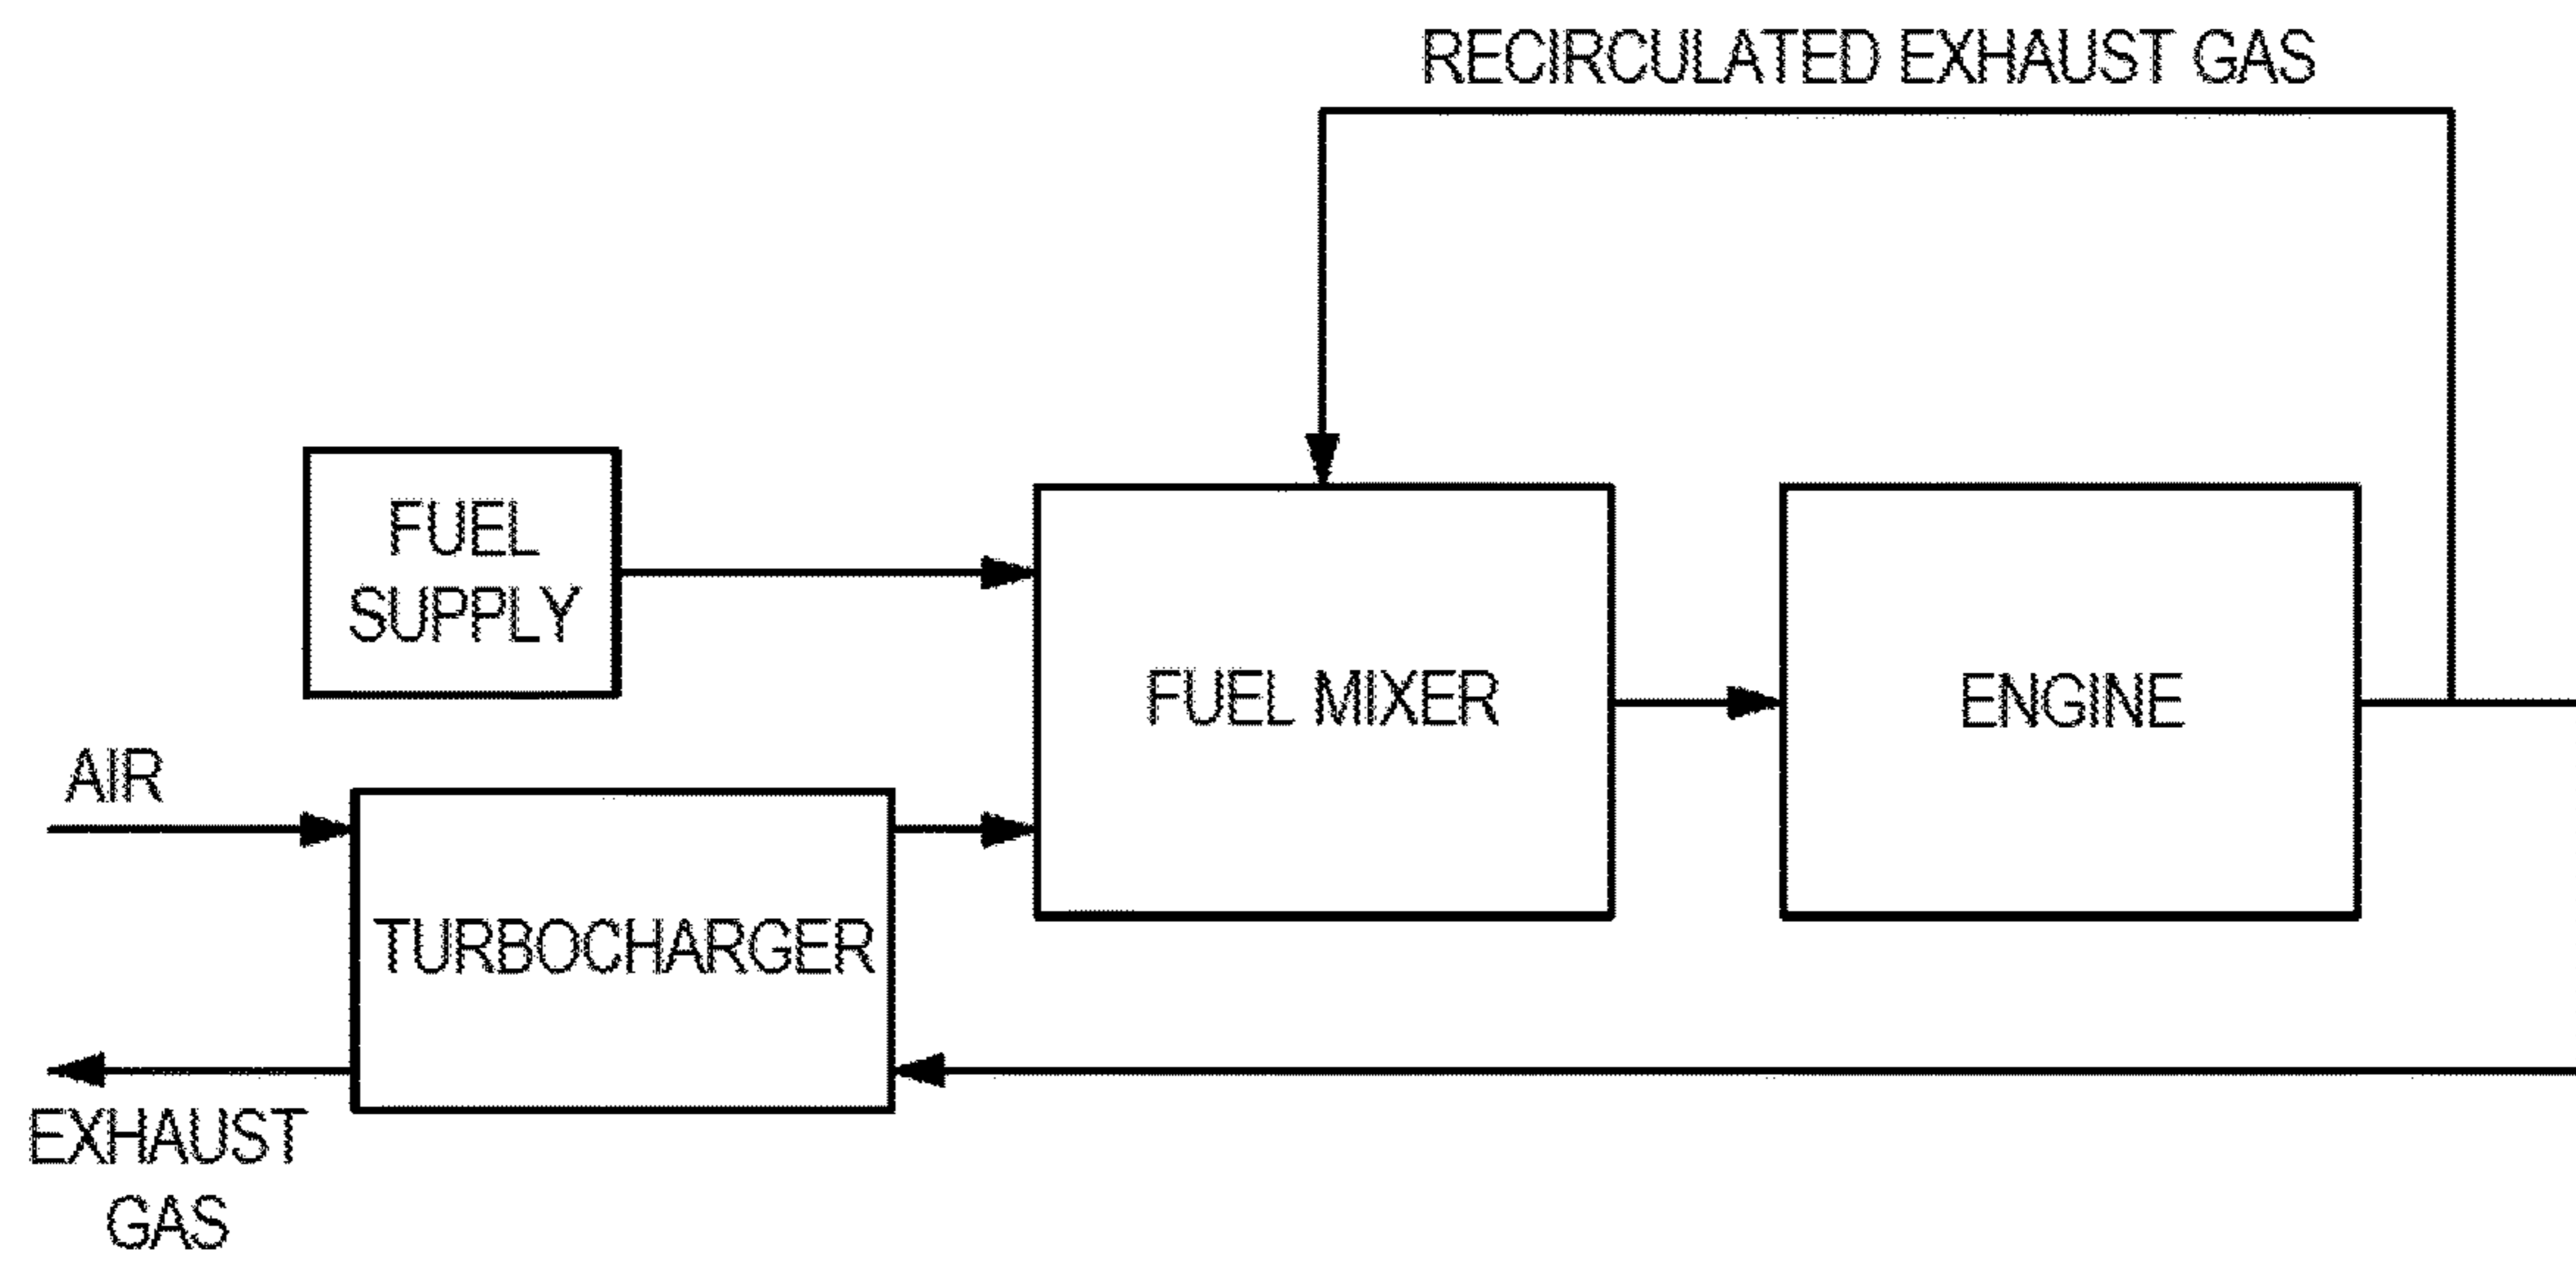 RECIRCULATED EXHAUST GAS
FUEL
SUPPLY
FUEL MIXER
ENGINE
AIR
TURBOCHARGER
EXHAUST
GAS